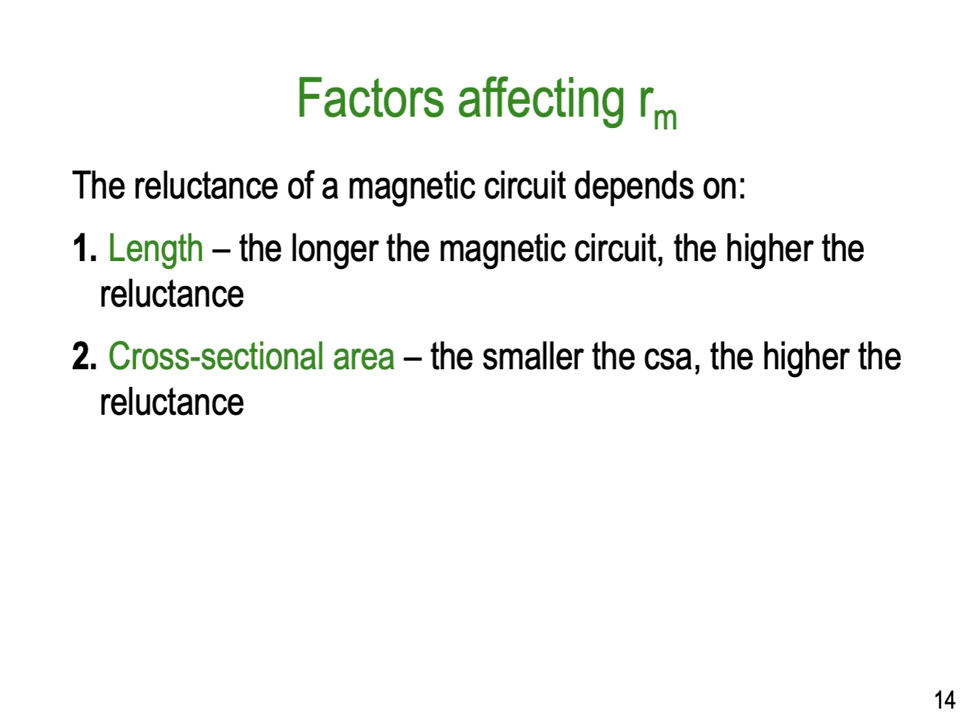 Factors affecting rm
The reluctance of a magnetic circuit depends on:
1. Length – the longer the magnetic circuit, the higher the
reluctance
2. Cross-sectional area – the smaller the csa, the higher the
reluctance
14